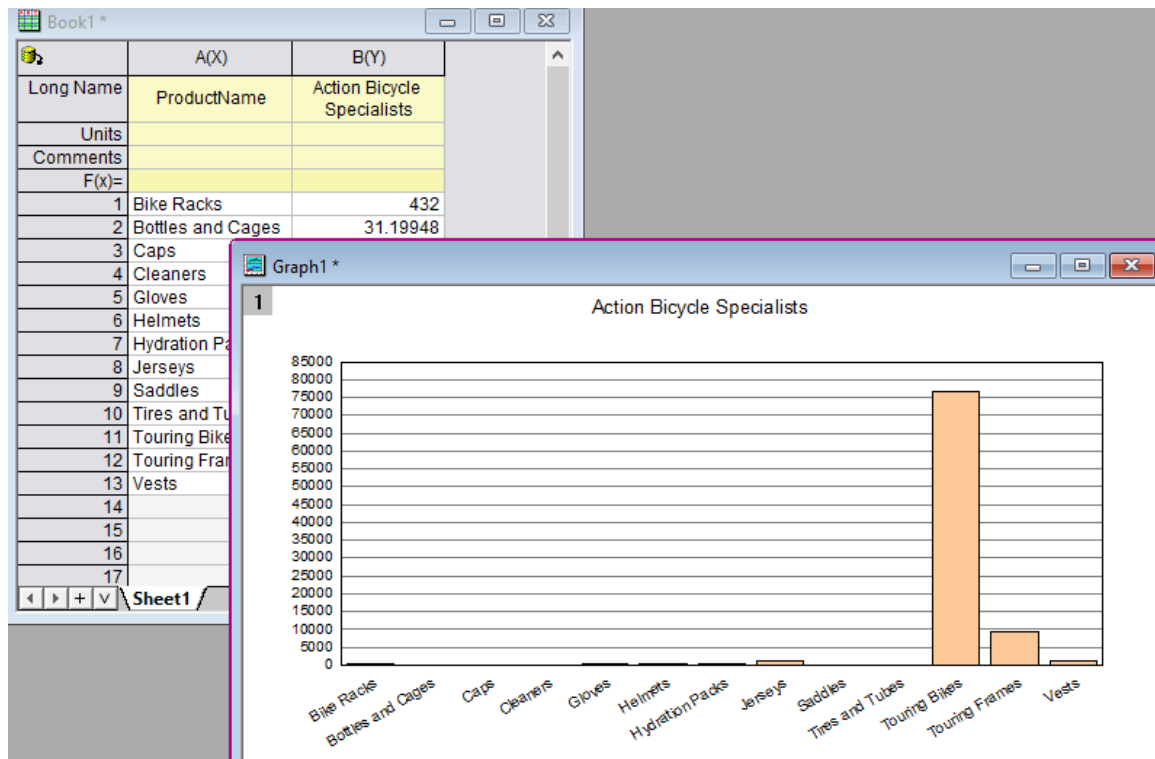 Book1 *
A(X) B(Y)
Long Name ProductName Action Bicycle
Specialists
Units
Comments
F(x)=
1 Bike Racks 432
2 Bottles and Cages 31.19948
3 Caps
4 Cleaners
5 Gloves
6 Helmets
7 Hydration Pa
8 Jerseys
9 Saddles
10 Tires and Tu
11 Touring Bike
12 Touring Fra
13 Vests
14
15
16
17
Sheet1
Graph1 *
1
Action Bicycle Specialists
85000
80000
75000
70000
65000
60000
55000
50000
45000
40000
35000
30000
25000
20000
15000
10000
5000
0
Bike Racks
Bottles and Cages
Caps
Cleaners
Gloves
Helmets
Hydration Packs
Jerseys
Saddles
Tires and Tubes
Touring Bikes
Touring Frames
Vests